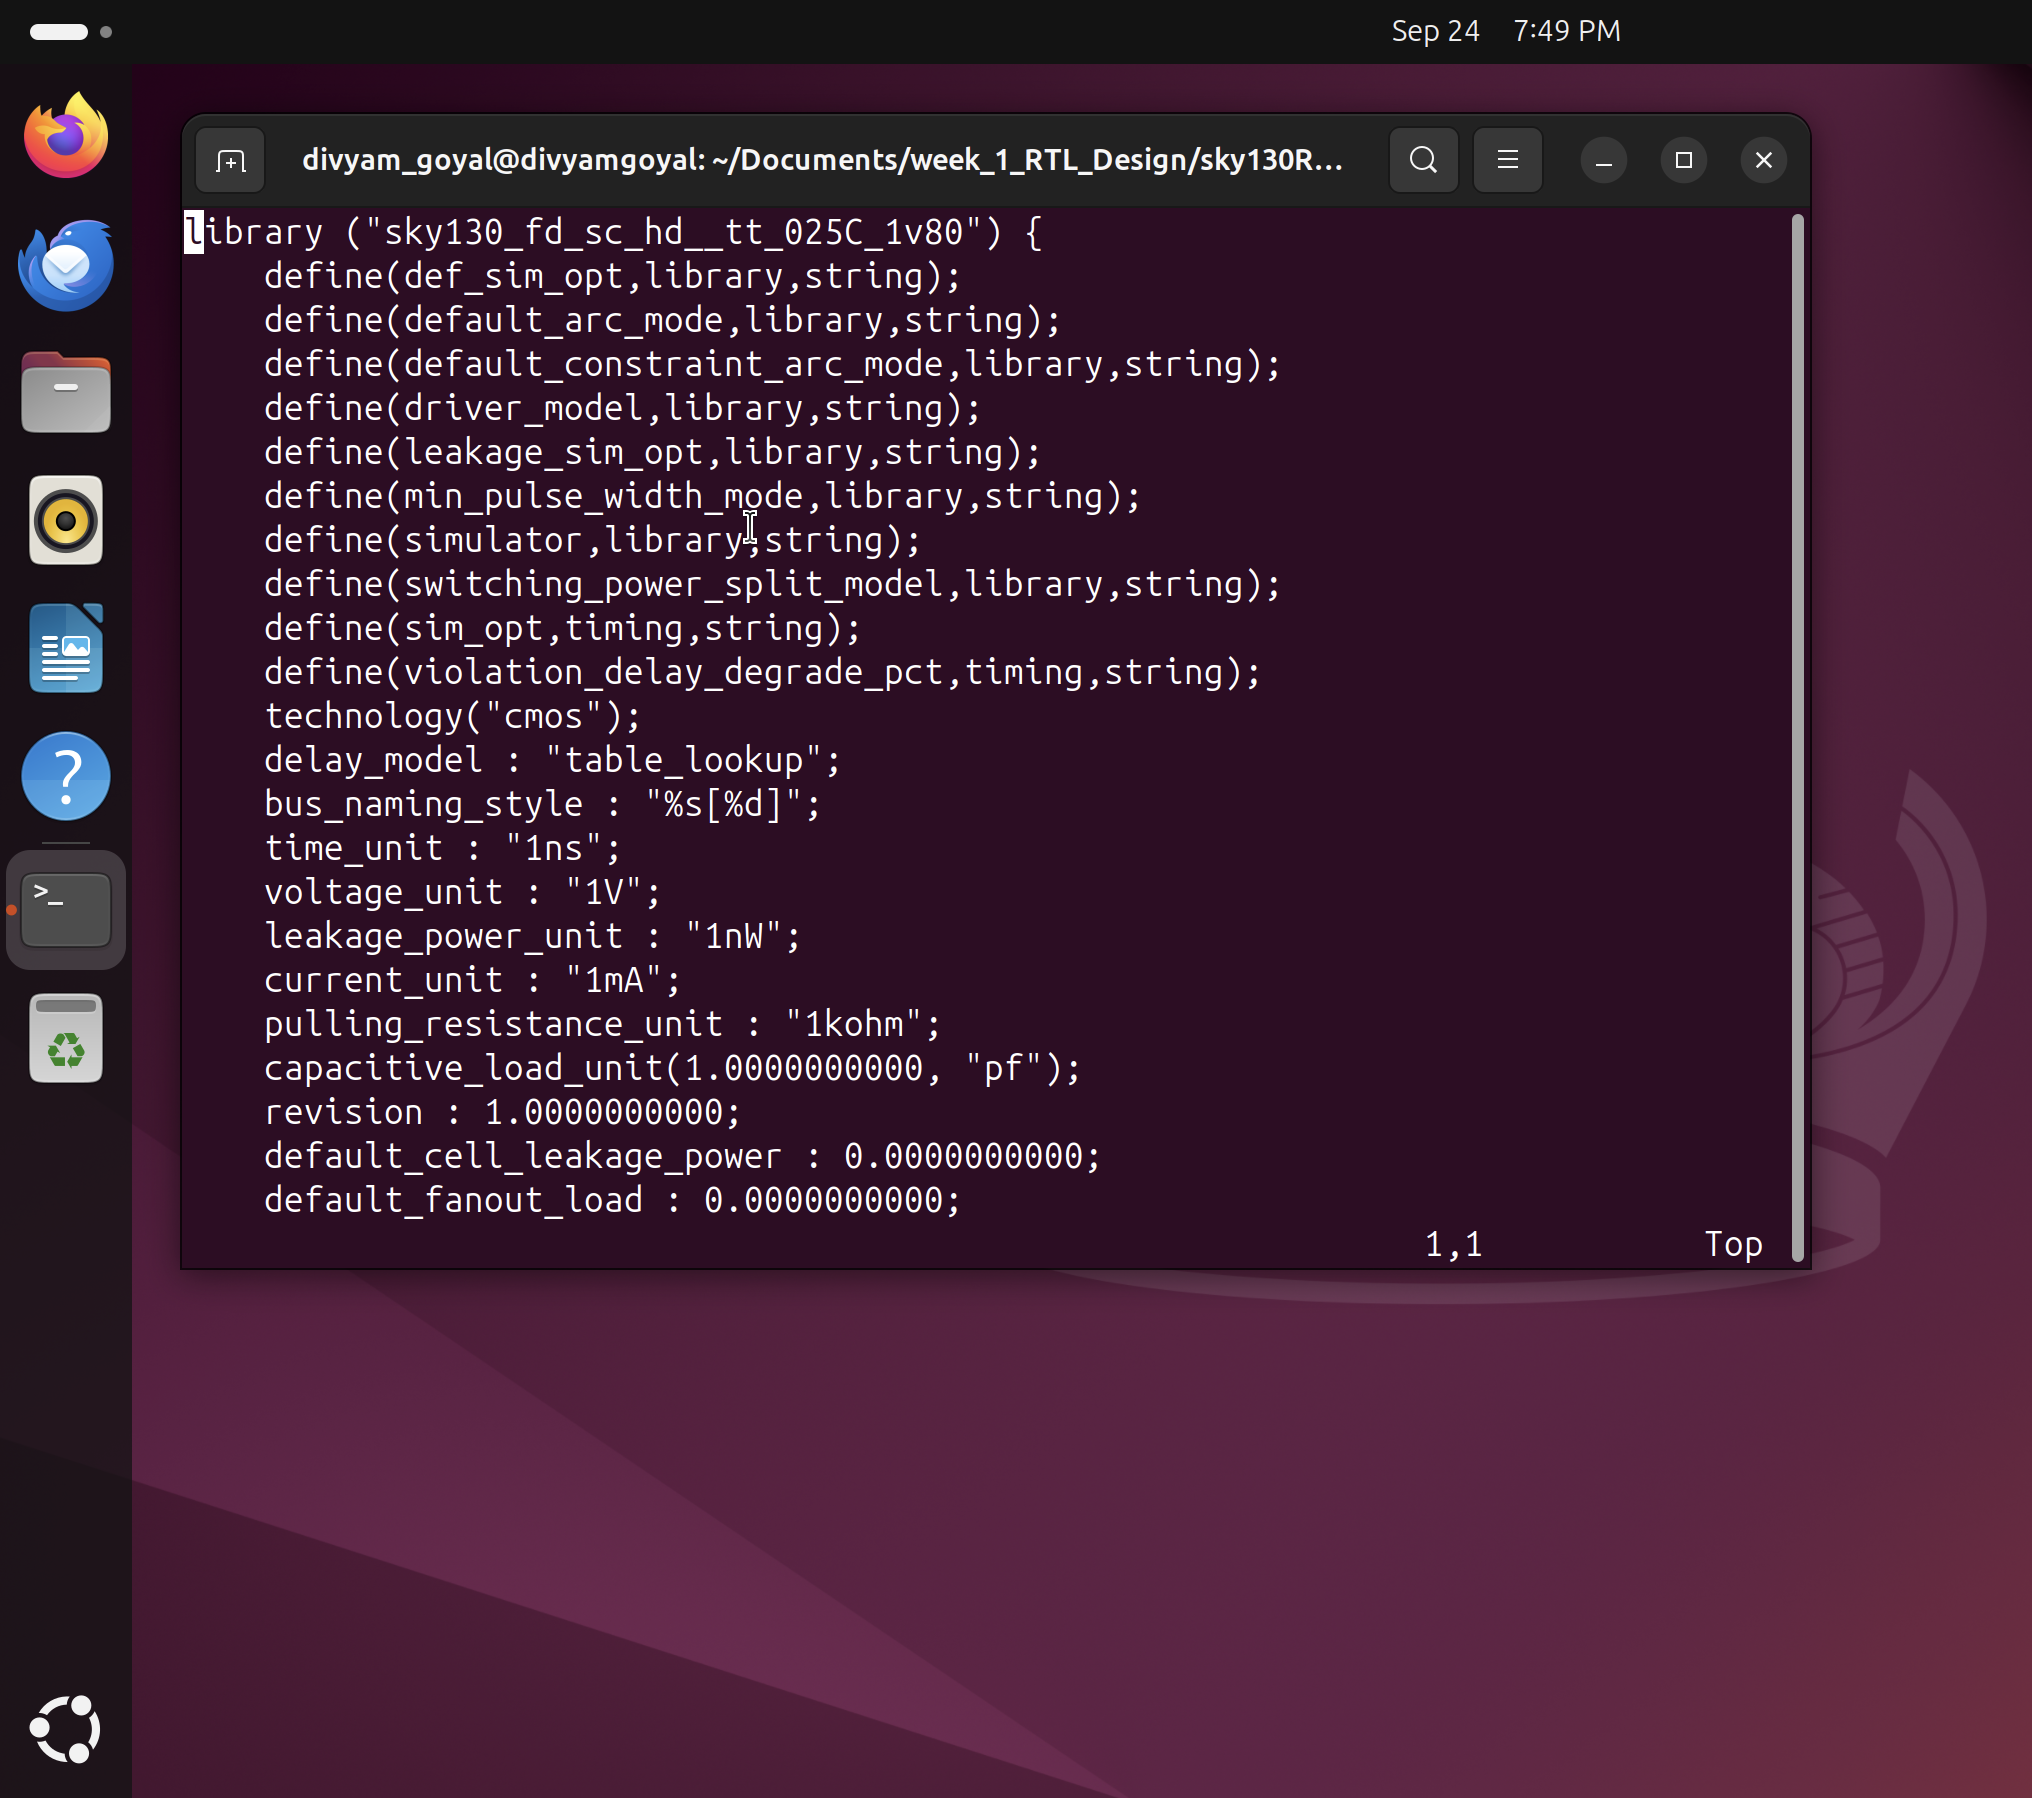 Sep 24 7:49 PM
divyam_goyal@divyamgoyal: ~/Documents/week_1_RTL_Design/sky130R...
library ("sky130_fd_sc_hd__tt_025C_1v80") {
    define(def_sim_opt,library,string);
    define(default_arc_mode,library,string);
    define(default_constraint_arc_mode,library,string);
    define(driver_model,library,string);
    define(leakage_sim_opt,library,string);
    define(min_pulse_width_mode,library,string);
    define(simulator,library,string);
    define(switching_power_split_model,library,string);
    define(sim_opt,timing,string);
    define(violation_delay_degrade_pct,timing,string);
    technology("cmos");
    delay_model : "table_lookup";
    bus_naming_style : "%s[%d]";
    time_unit : "1ns";
    voltage_unit : "1V";
    leakage_power_unit : "1nW";
    current_unit : "1mA";
    pulling_resistance_unit : "1kohm";
    capacitive_load_unit(1.0000000000, "pf");
    revision : 1.0000000000;
    default_cell_leakage_power : 0.0000000000;
    default_fanout_load : 0.0000000000;
1,1 Top